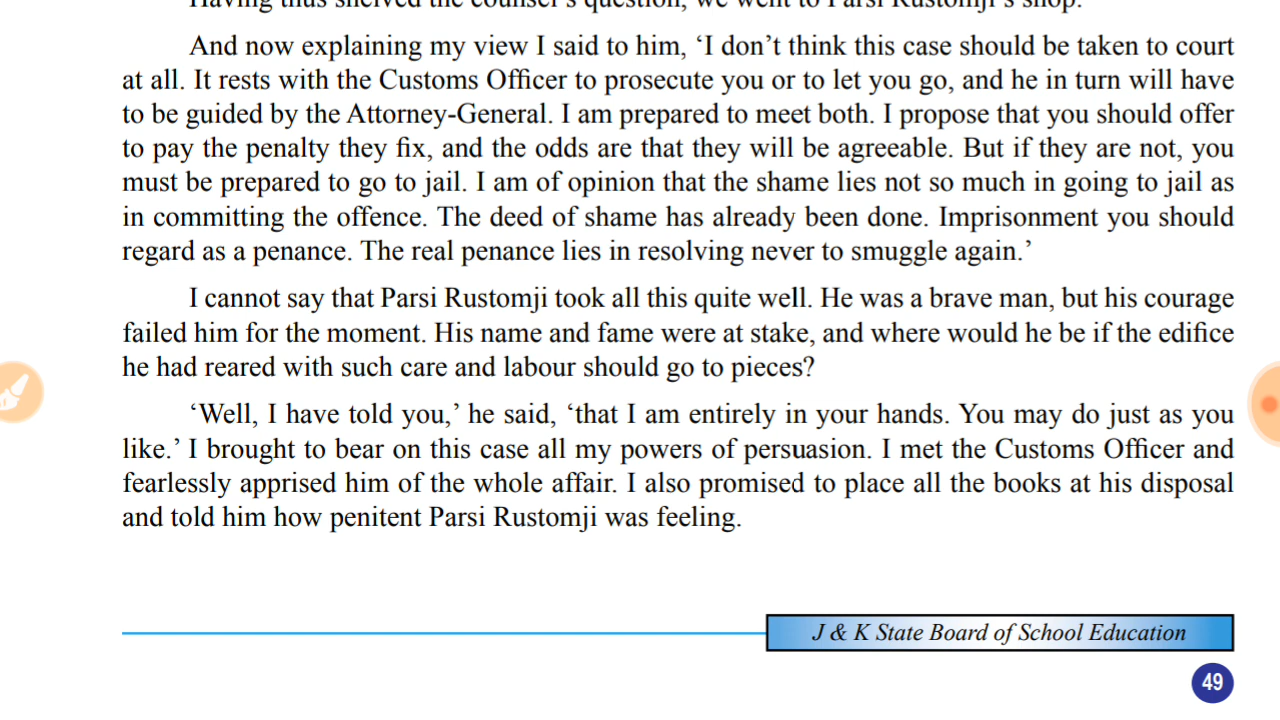 Having thus shelved the counsel's question, we went to Parsi Rustomji's shop.
And now explaining my view I said to him, ‘I don’t think this case should be taken to court
at all. It rests with the Customs Officer to prosecute you or to let you go, and he in turn will have
to be guided by the Attorney-General. I am prepared to meet both. I propose that you should offer
to pay the penalty they fix, and the odds are that they will be agreeable. But if they are not, you
must be prepared to go to jail. I am of opinion that the shame lies not so much in going to jail as
in committing the offence. The deed of shame has already been done. Imprisonment you should
regard as a penance. The real penance lies in resolving never to smuggle again.’
I cannot say that Parsi Rustomji took all this quite well. He was a brave man, but his courage
failed him for the moment. His name and fame were at stake, and where would he be if the edifice
he had reared with such care and labour should go to pieces?
‘Well, I have told you,’ he said, ‘that I am entirely in your hands. You may do just as you
like.’ I brought to bear on this case all my powers of persuasion. I met the Customs Officer and
fearlessly apprised him of the whole affair. I also promised to place all the books at his disposal
and told him how penitent Parsi Rustomji was feeling.
J & K State Board of School Education
49